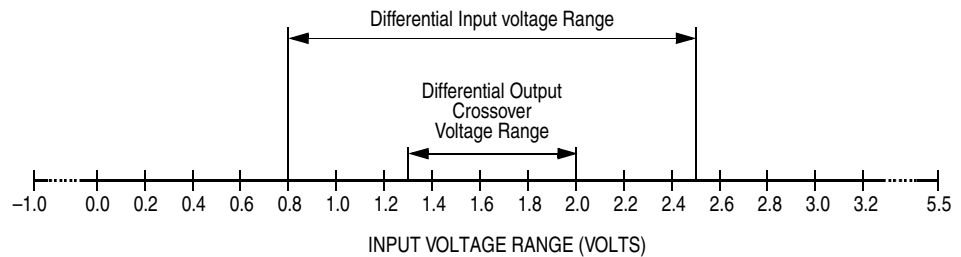 Differential Input voltage Range
Differential Output
Crossover
Voltage Range
–1.0 0.0 0.2 0.4 0.6 0.8 1.0 1.2 1.4 1.6 1.8 2.0 2.2 2.4 2.6 2.8 3.0 3.2 5.5
INPUT VOLTAGE RANGE (VOLTS)